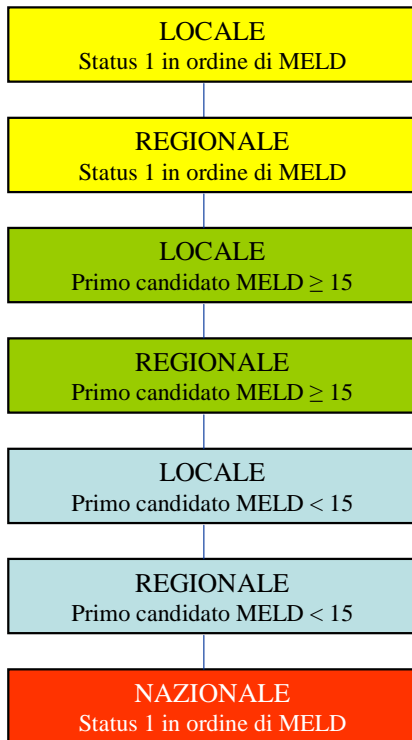 LOCALE
Status 1 in ordine di MELD
REGIONALE
Status 1 in ordine di MELD
LOCALE
Primo candidato MELD ≥ 15
REGIONALE
Primo candidato MELD ≥ 15
LOCALE
Primo candidato MELD < 15
REGIONALE
Primo candidato MELD < 15
NAZIONALE
Status 1 in ordine di MELD